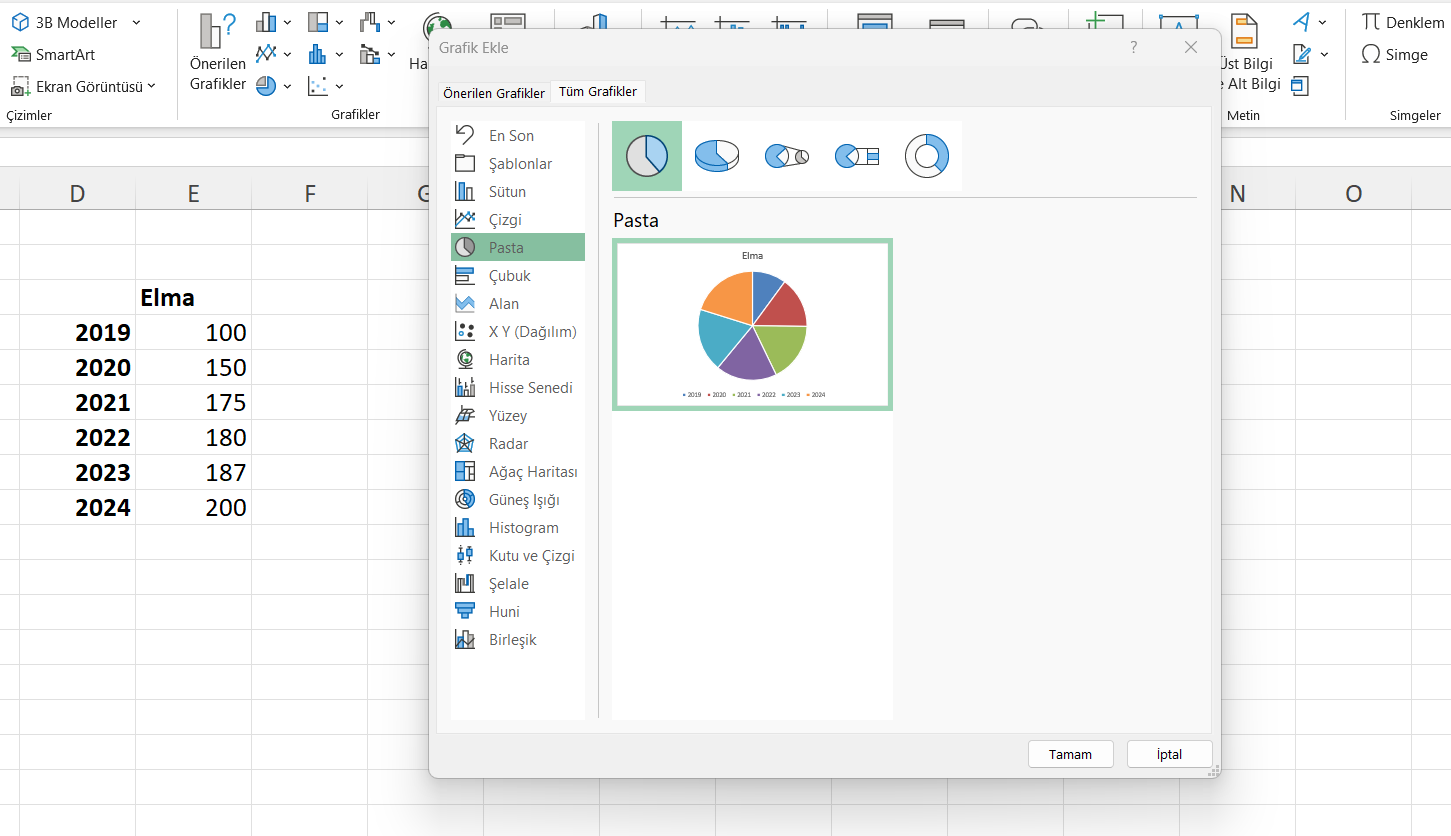 3B Modeller
SmartArt
Ekran Görüntüsü
Çizimler
Önerilen
Grafikler
Grafikler
Ha
Üst Bilgi
e Alt Bilgi
Metin
Denklem
Simge
Simgeler
Grafik Ekle
?
Önerilen Grafikler
Tüm Grafikler
En Son
Şablonlar
Sütun
Çizgi
Pasta
Çubuk
Alan
X Y (Dağılım)
Harita
Hisse Senedi
Yüzey
Radar
Ağaç Haritası
Güneş Işığı
Histogram
Kutu ve Çizgi
Şelale
Huni
Birleşik
Pasta
Elma
2019 2020 2021 2022 2023 2024
Tamam
İptal
D E F G N O
Elma
2019 100
2020 150
2021 175
2022 180
2023 187
2024 200